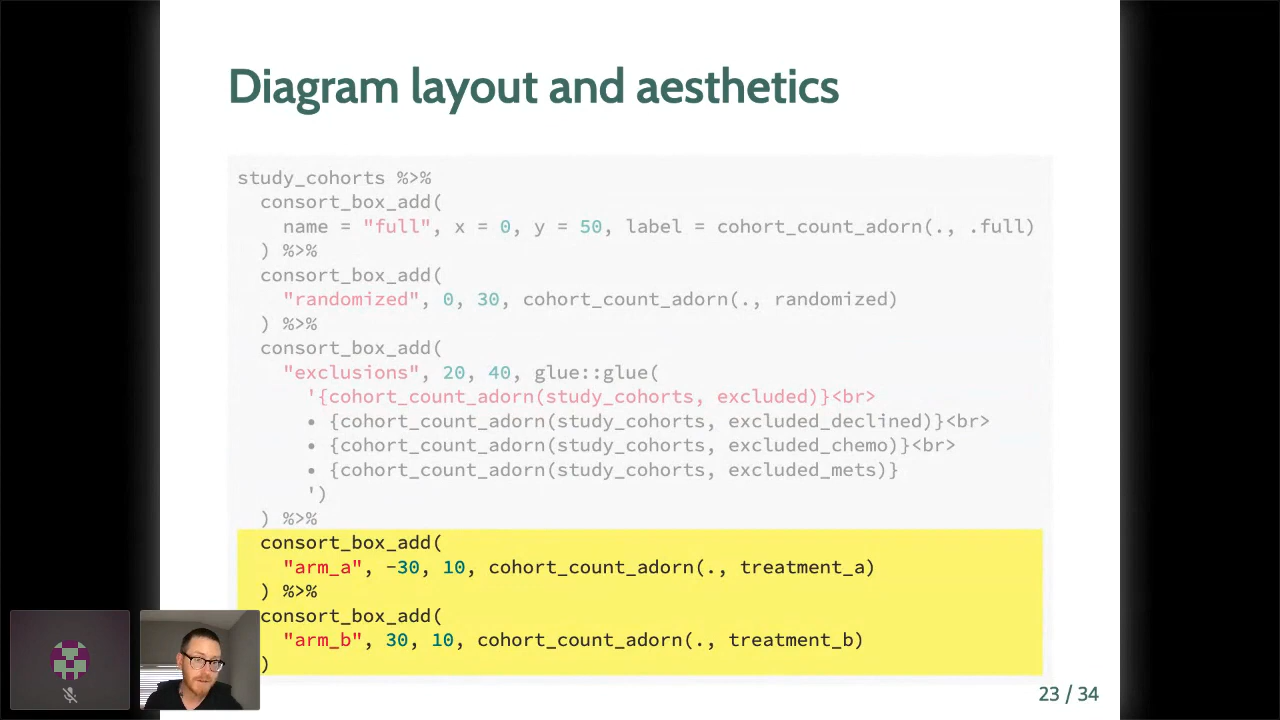 Diagram layout and aesthetics
study_cohorts %>%
consort_box_add(
name = "full", x = 0, y = 50, label = cohort_count_adorn(., .full)
) %>%
consort_box_add(
"randomized", 0, 30, cohort_count_adorn(., randomized)
) %>%
consort_box_add(
"exclusions", 20, 40, glue::glue(
'{cohort_count_adorn(study_cohorts, excluded)}<br>
• {cohort_count_adorn(study_cohorts, excluded_declined)}<br>
• {cohort_count_adorn(study_cohorts, excluded_chemo)}<br>
• {cohort_count_adorn(study_cohorts, excluded_mets)}
')
) %>%
consort_box_add(
"arm_a", -30, 10, cohort_count_adorn(., treatment_a)
) %>%
consort_box_add(
"arm_b", 30, 10, cohort_count_adorn(., treatment_b)
)
23 / 34